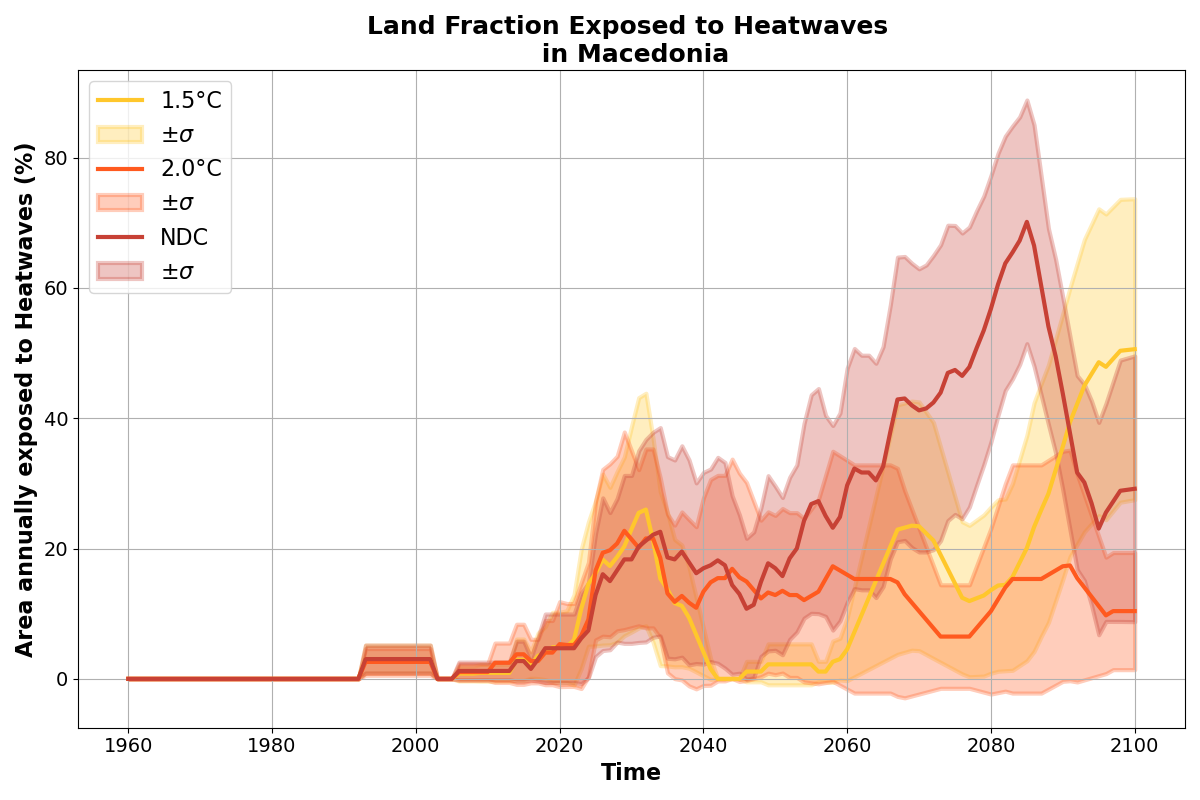 Land Fraction Exposed to Heatwaves
in Macedonia
Area annually exposed to Heatwaves (%)
80
60
40
20
0
1.5°C
±σ
2.0°C
±σ
NDC
±σ
1960
1980
2000
2020
2040
2060
2080
2100
Time